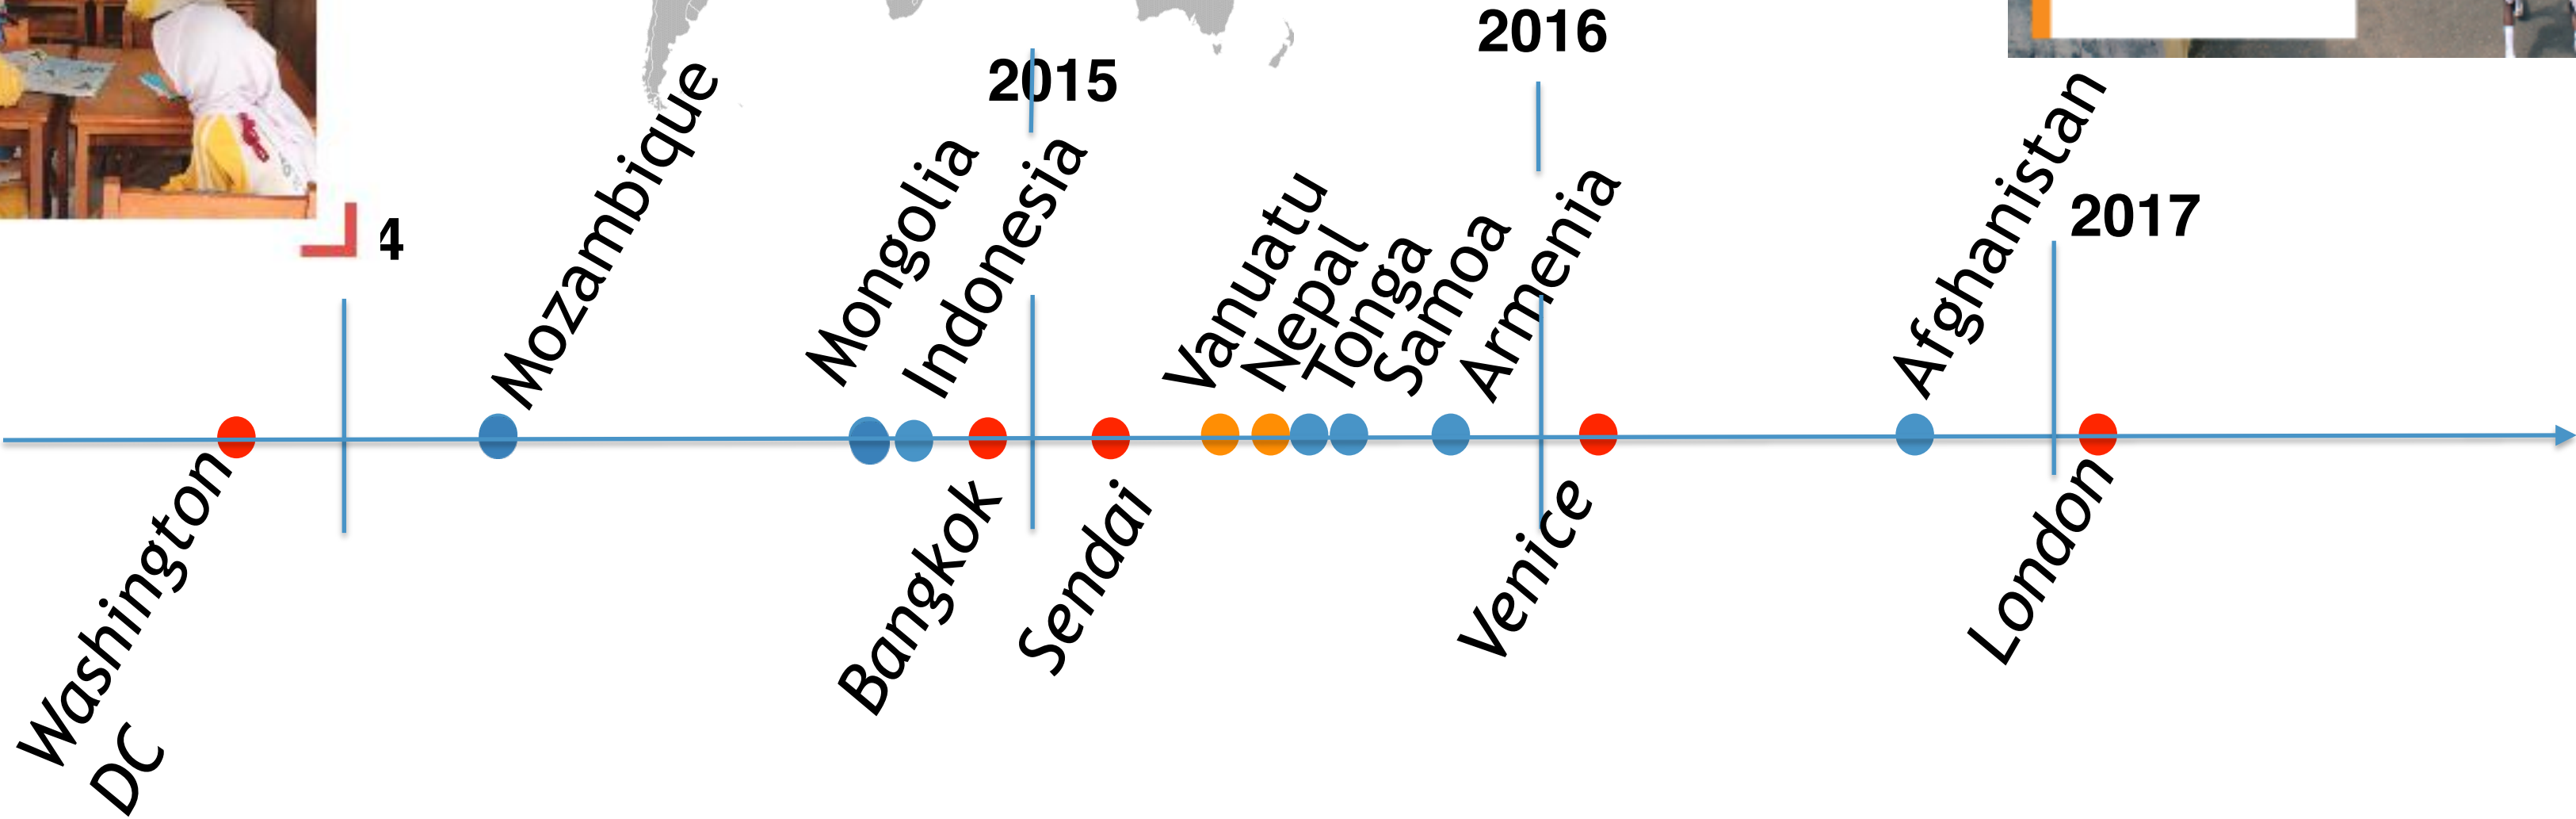 2016
2015
4
2017
Mozambique
Mongolia
Indonesia
Vanuatu
Nepal
Tonga
Samoa
Armenia
Afghanistan
Washington
DC
Bangkok
Sendai
Venice
London